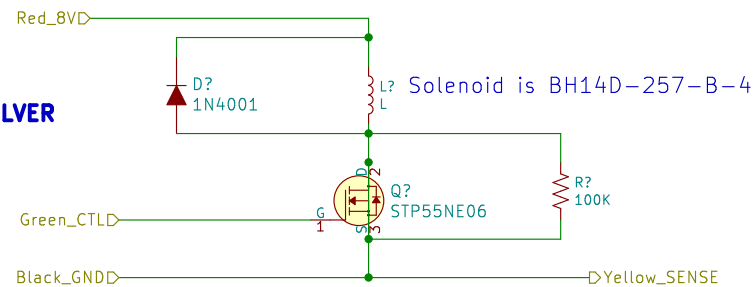 Red_8V
D?
1N4001
L?
L
Solenoid is BH14D-257-B-4
LVER
D
2
Q?
STP55NE06
R?
100K
G
1
Green_CTL
S
3
Black_GND
Yellow_SENSE